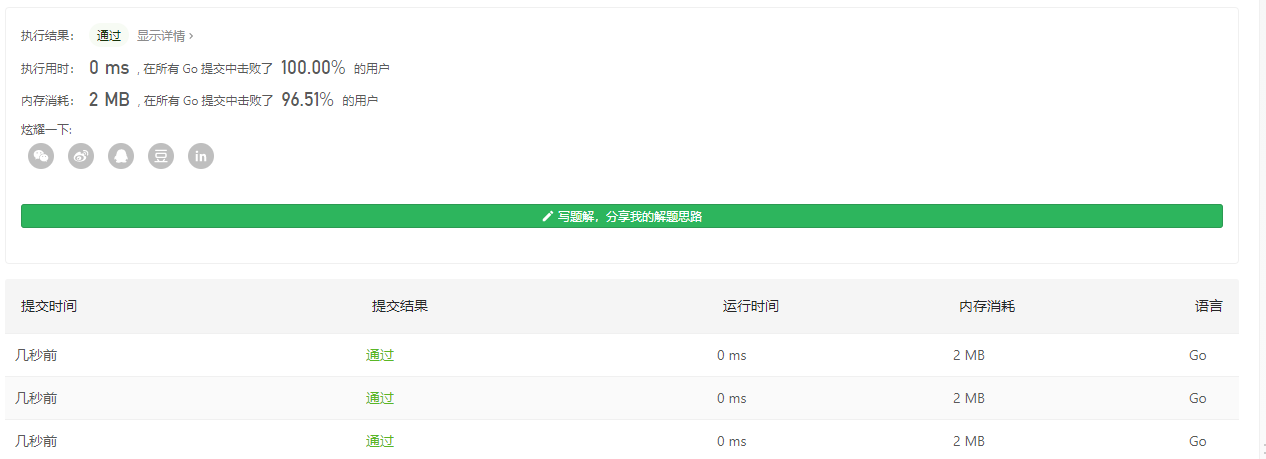 执行结果： 通过 显示详情 ›
执行用时： 0 ms , 在所有 Go 提交中击败了 100.00% 的用户
内存消耗： 2 MB , 在所有 Go 提交中击败了 96.51% 的用户
炫耀一下:
豆 in
写题解，分享我的解题思路
提交时间 提交结果 运行时间 内存消耗 语言
几秒前 通过 0 ms 2 MB Go
几秒前 通过 0 ms 2 MB Go
几秒前 通过 0 ms 2 MB Go